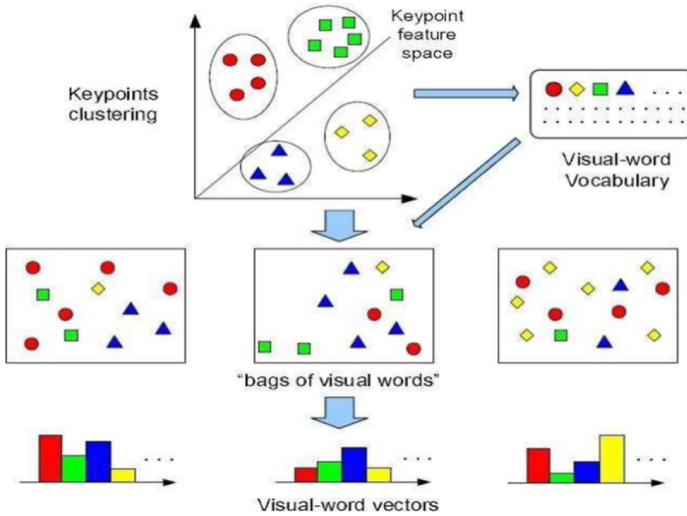 Keypoint
feature
space
Keypoints
clustering
Visual-word
Vocabulary
“bags of visual words”
Visual-word vectors